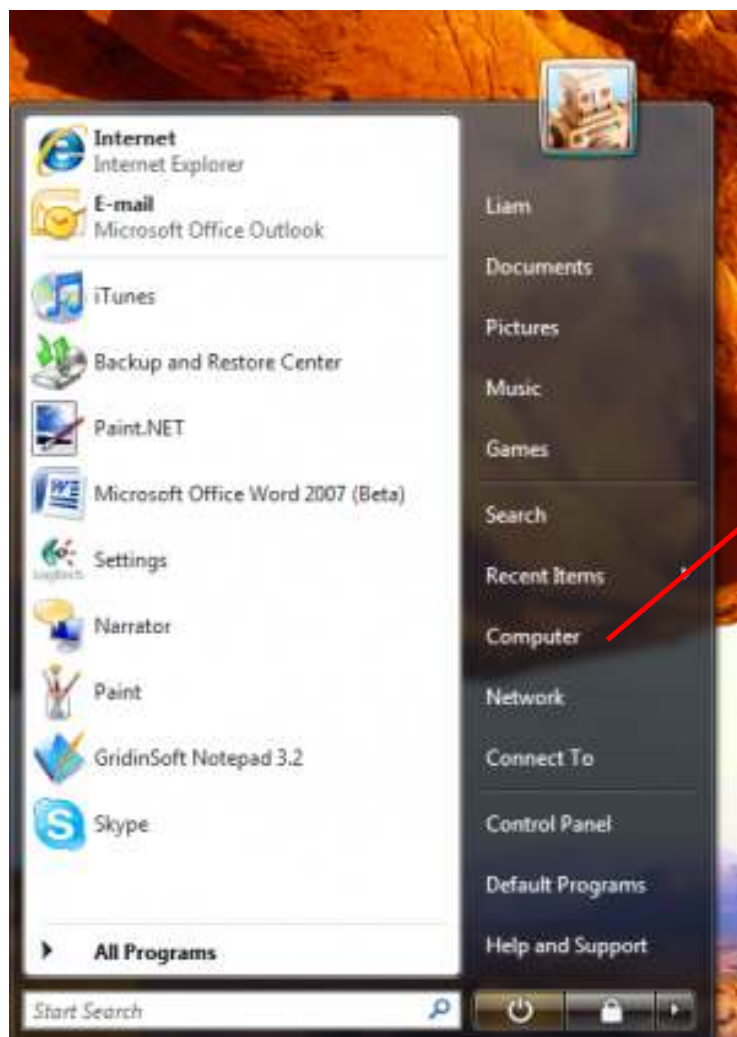 Internet
Internet Explorer
E-mail
Microsoft Office Outlook
iTunes
Backup and Restore Center
Paint.NET
Microsoft Office Word 2007 (Beta)
Logitech
Settings
Narrator
Paint
GridinSoft Notepad 3.2
Skype
All Programs
Start Search
Liam
Documents
Pictures
Music
Games
Search
Recent Items
Computer
Network
Connect To
Control Panel
Default Programs
Help and Support